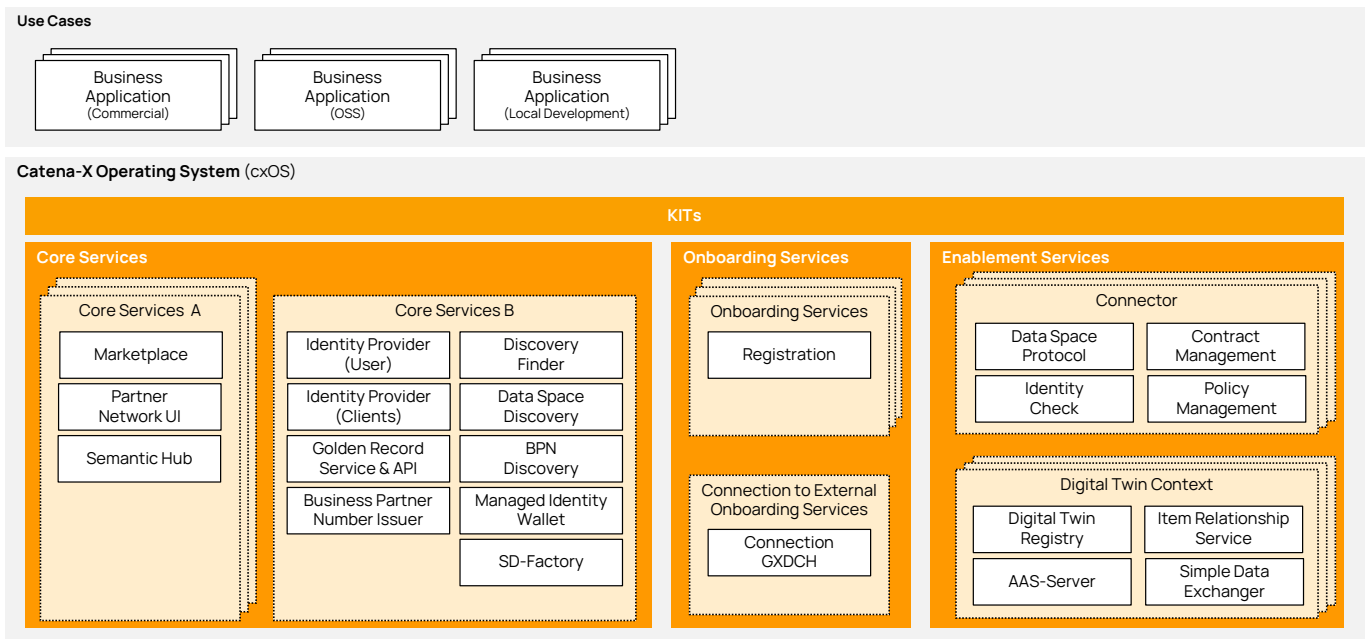 Use Cases
Business
Application
(Commercial)
Business
Application
(OSS)
Business
Application
(Local Development)
Catena-X Operating System (cxOS)
KITs
Core Services
Core Services A
Marketplace
Partner
Network UI
Semantic Hub
Core Services B
Identity Provider
(User)
Identity Provider
(Clients)
Golden Record
Service & API
Business Partner
Number Issuer
Discovery
Finder
Data Space
Discovery
BPN
Discovery
Managed Identity
Wallet
SD-Factory
Onboarding Services
Onboarding Services
Registration
Connection to External
Onboarding Services
Connection
GXDCH
Enablement Services
Connector
Data Space
Protocol
Contract
Management
Identity
Check
Policy
Management
Digital Twin Context
Digital Twin
Registry
Item Relationship
Service
AAS-Server
Simple Data
Exchanger